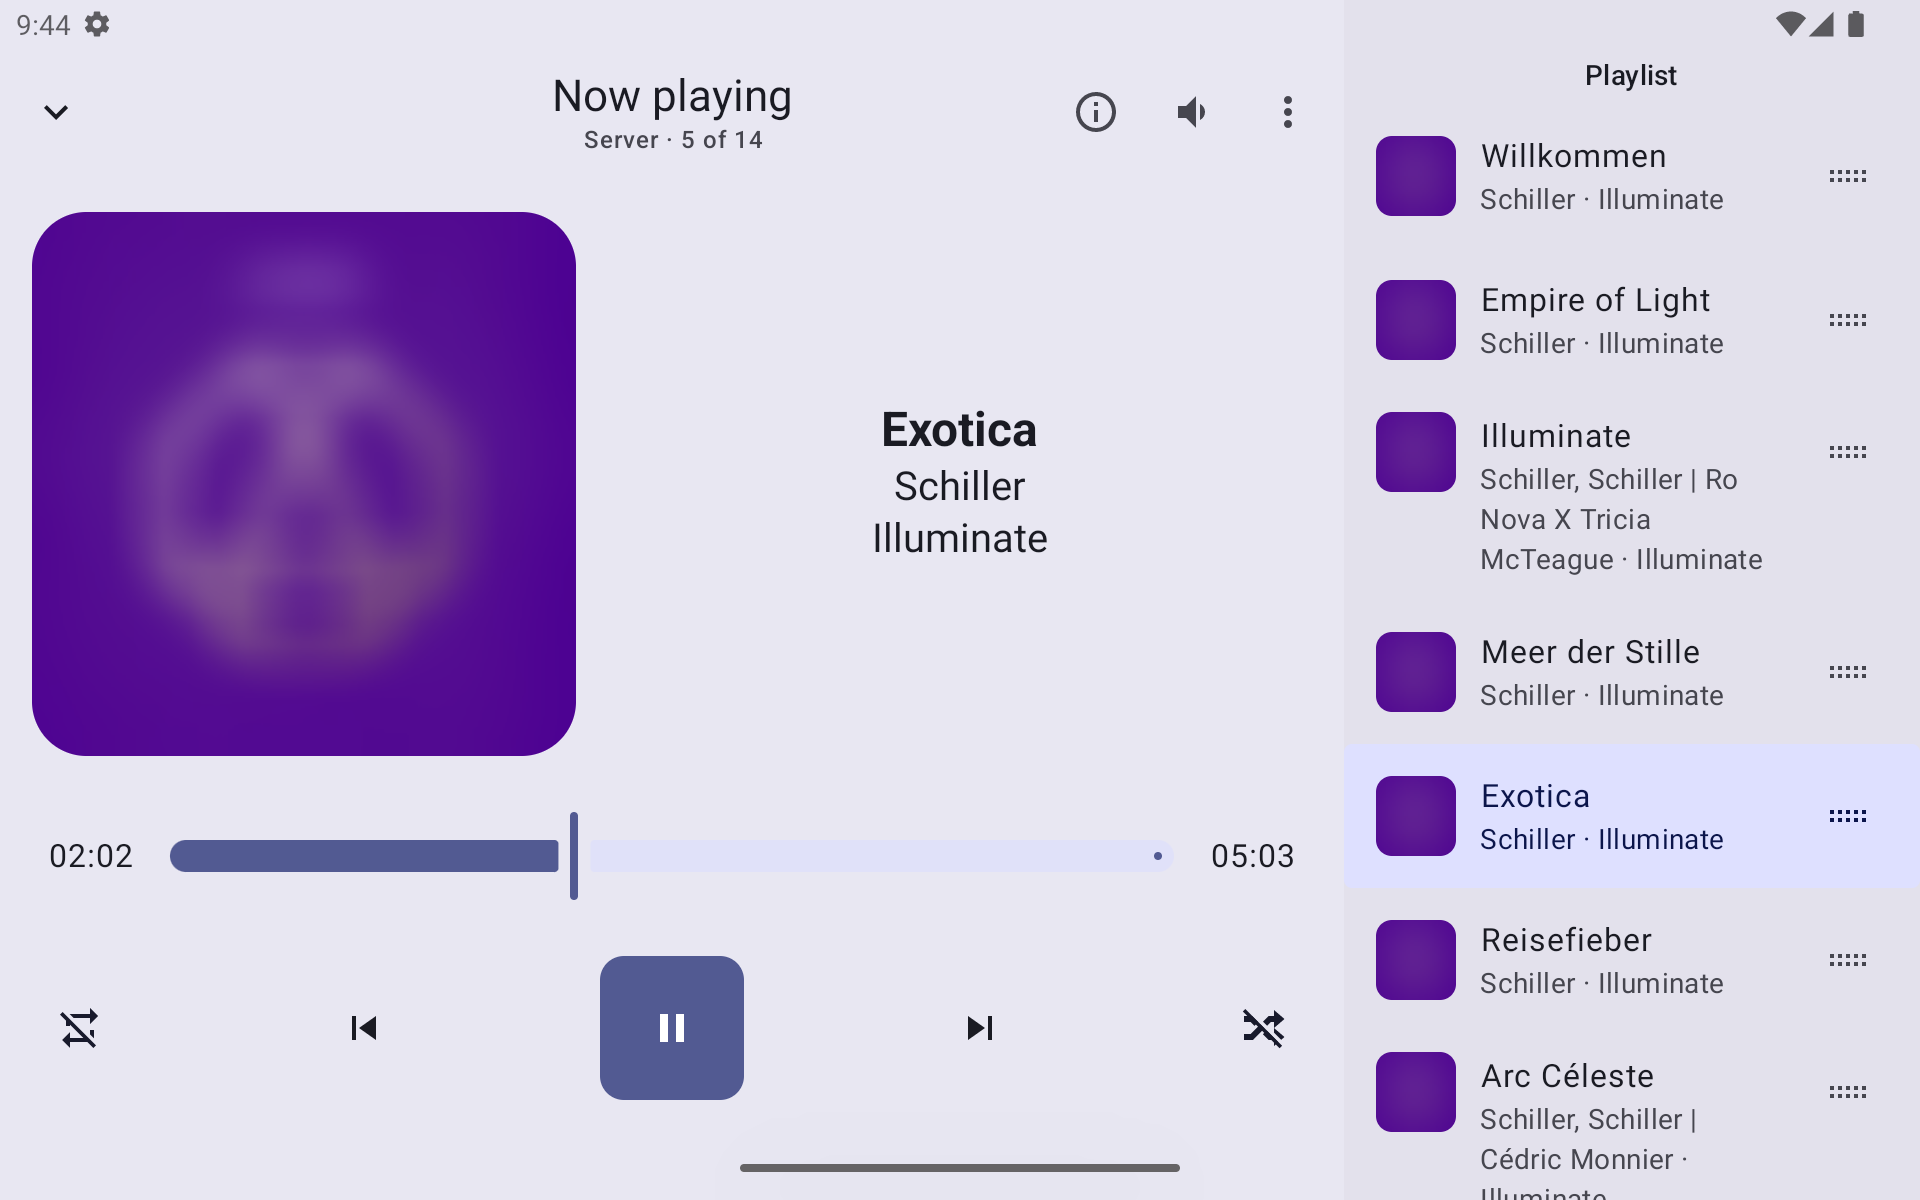 9:44
Now playing
Server · 5 of 14
Exotica
Schiller
Illuminate
02:02
05:03
Playlist
Willkommen
Schiller · Illuminate
Empire of Light
Schiller · Illuminate
Illuminate
Schiller, Schiller | Ro
Nova X Tricia
McTeague · Illuminate
Meer der Stille
Schiller · Illuminate
Exotica
Schiller · Illuminate
Reisefieber
Schiller · Illuminate
Arc Céleste
Schiller, Schiller |
Cédric Monnier ·
Illuminate